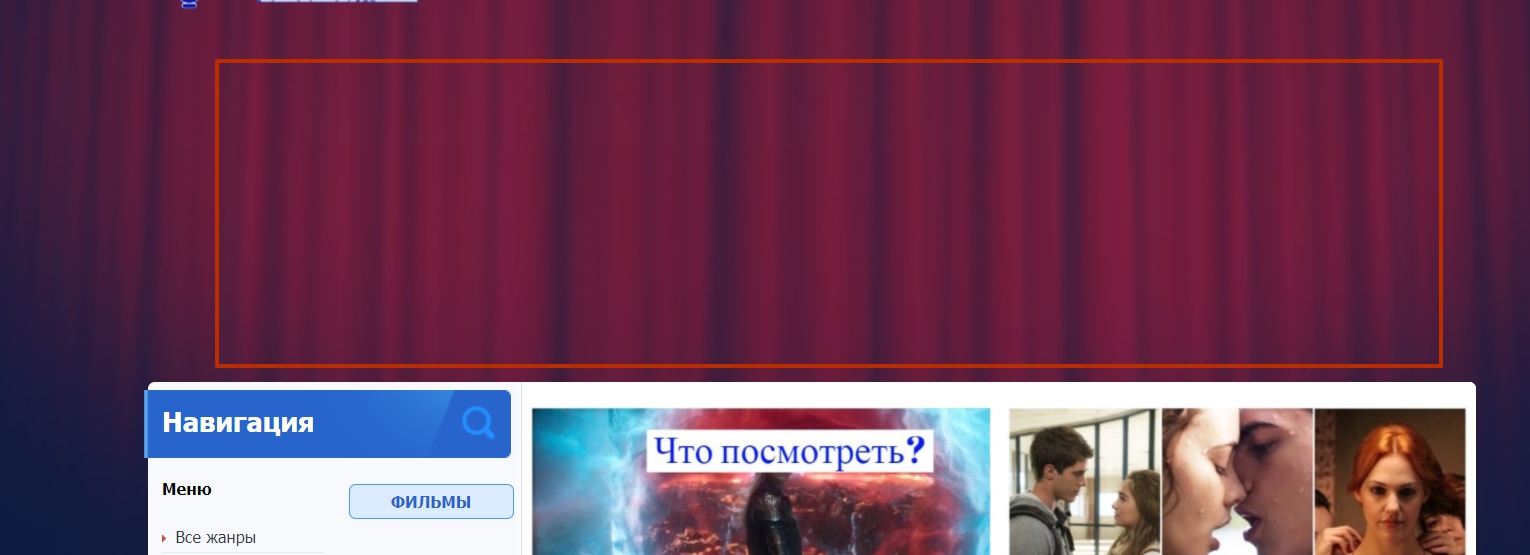 Навигация
Что посмотреть?
Меню
ФИЛЬМЫ
Все жанры